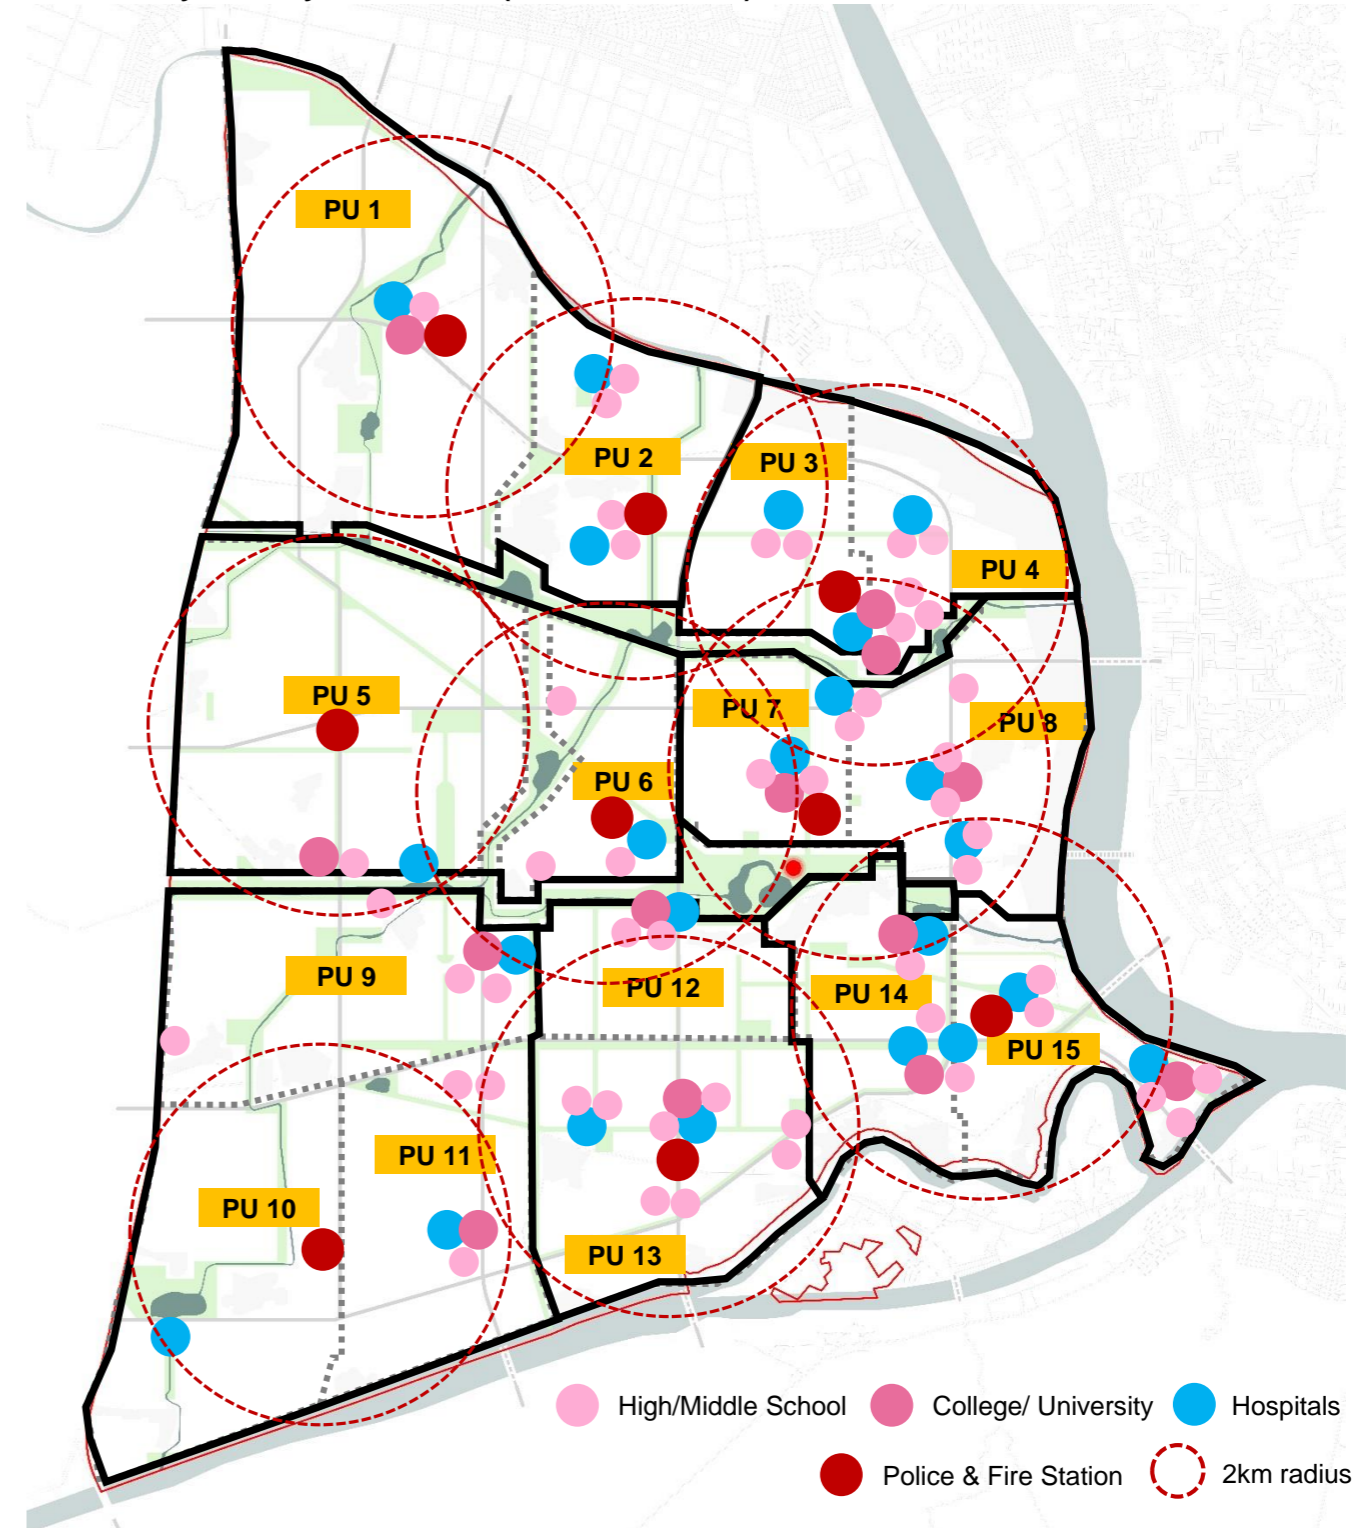 PU 1
PU 2
PU 3
PU 4
PU 5
PU 7
PU 8
PU 6
PU 9
PU 12
PU 14
PU 15
PU 11
PU 10
PU 13
High/Middle School
College/ University
Hospitals
Police & Fire Station
2km radius